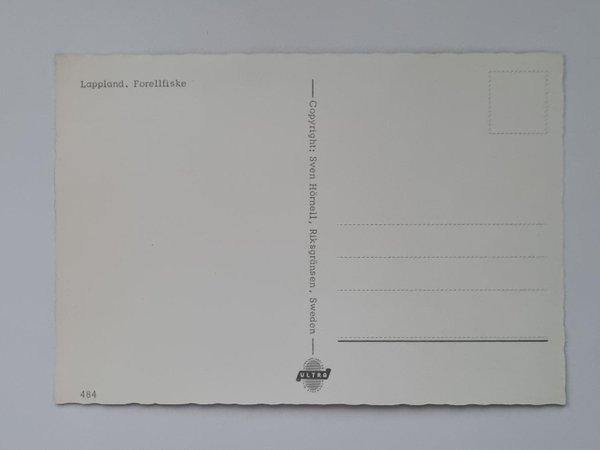 Lappland. Forellfiske
Copyright: Sven Hörnell, Riksgränsen, Sweden
ULTRA
484